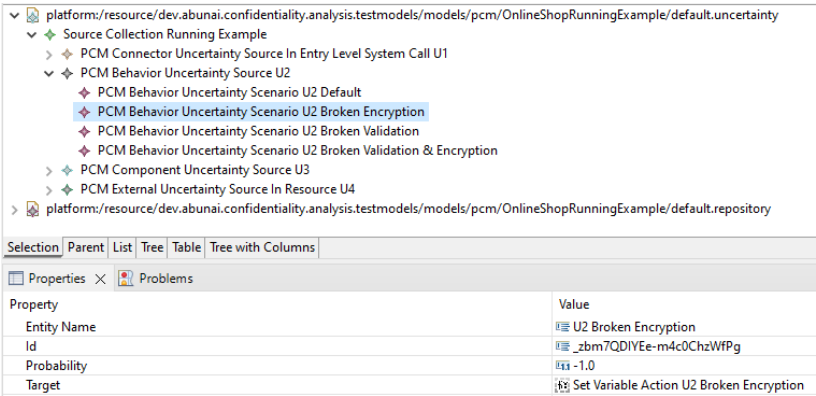 platform:/resource/dev.abunai.confidentiality.analysis.testmodels/models/pcm/OnlineShopRunningExample/default.uncertainty
Source Collection Running Example
PCM Connector Uncertainty Source In Entry Level System Call U1
PCM Behavior Uncertainty Source U2
PCM Behavior Uncertainty Scenario U2 Default
PCM Behavior Uncertainty Scenario U2 Broken Encryption
PCM Behavior Uncertainty Scenario U2 Broken Validation
PCM Behavior Uncertainty Scenario U2 Broken Validation & Encryption
PCM Component Uncertainty Source U3
PCM External Uncertainty Source In Resource U4
platform:/resource/dev.abunai.confidentiality.analysis.testmodels/models/pcm/OnlineShopRunningExample/default.repository
Selection Parent List Tree Table Tree with Columns
Properties Problems
Property Value
Entity Name U2 Broken Encryption
Id _zbm7QDIYEe-m4c0ChzWfPg
Probability -1.0
Target Set Variable Action U2 Broken Encryption